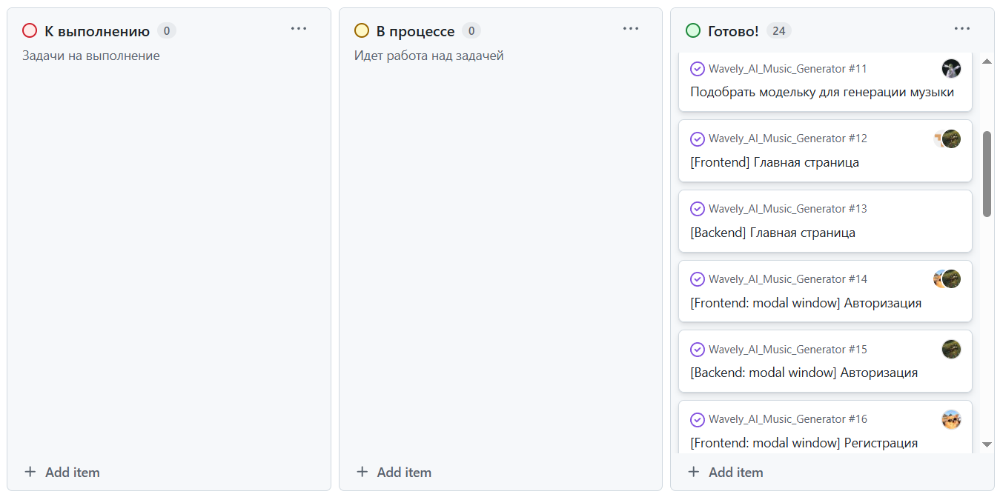 К выполнению 0
Задачи на выполнение
Add item
В процессе 0
Идет работа над задачей
Add item
Готово! 24
Wavely_AI_Music_Generator #11
Подобрать модельку для генерации музыки
Wavely_AI_Music_Generator #12
[Frontend] Главная страница
Wavely_AI_Music_Generator #13
[Backend] Главная страница
Wavely_AI_Music_Generator #14
[Frontend: modal window] Авторизация
Wavely_AI_Music_Generator #15
[Backend: modal window] Авторизация
Wavely_AI_Music_Generator #16
[Frontend: modal window] Регистрация
Add item